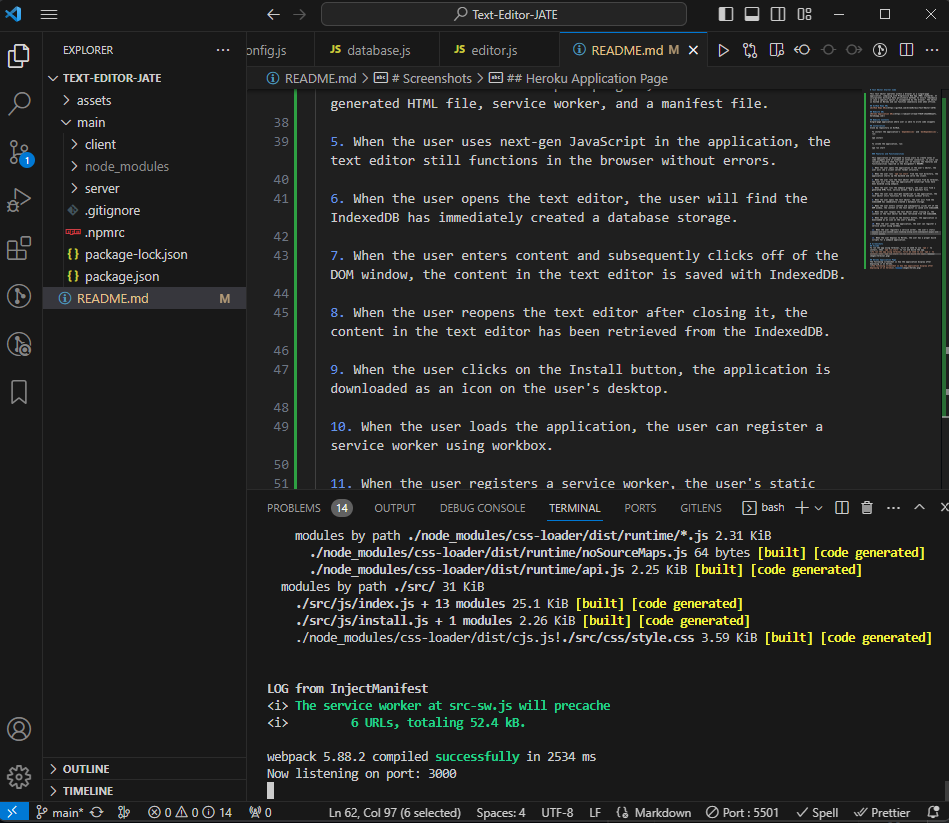 Text-Editor-JATE
EXPLORER
onfig.js
JS database.js
JS editor.js
README.md M
README.md > # Screenshots > ## Heroku Application Page
TEXT-EDITOR-JATE
assets
main
client
node_modules
server
.gitignore
.npmrc
package-lock.json
package.json
README.md M
1
generated HTML file, service worker, and a manifest file.
38
39 5. When the user uses next-gen JavaScript in the application, the
text editor still functions in the browser without errors.
40
41 6. When the user opens the text editor, the user will find the
IndexedDB has immediately created a database storage.
42
43 7. When the user enters content and subsequently clicks off of the
DOM window, the content in the text editor is saved with IndexedDB.
44
45 8. When the user reopens the text editor after closing it, the
content in the text editor has been retrieved from the IndexedDB.
46
47 9. When the user clicks on the Install button, the application is
downloaded as an icon on the user's desktop.
48
49 10. When the user loads the application, the user can register a
service worker using workbox.
50
51 11. When the user registers a service worker, the user's static
PROBLEMS 14 OUTPUT DEBUG CONSOLE TERMINAL PORTS GITLENS bash
modules by path ./node_modules/css-loader/dist/runtime/*.js 2.31 KiB
./node_modules/css-loader/dist/runtime/noSourceMaps.js 64 bytes [built] [code generated]
./node_modules/css-loader/dist/runtime/api.js 2.25 KiB [built] [code generated]
modules by path ./src/ 31 KiB
./src/js/index.js + 13 modules 25.1 KiB [built] [code generated]
./src/js/install.js + 1 modules 2.26 KiB [built] [code generated]
./node_modules/css-loader/dist/cjs.js!./src/css/style.css 3.59 KiB [built] [code generated]
LOG from InjectManifest
<i> The service worker at src-sw.js will precache
<i> 6 URLs, totaling 52.4 kB.
webpack 5.88.2 compiled successfully in 2534 ms
Now listening on port: 3000
OUTLINE
TIMELINE
main* 0 0 14 0 Ln 62, Col 97 (6 selected) Spaces: 4 UTF-8 LF {} Markdown Port : 5501 Spell Prettier